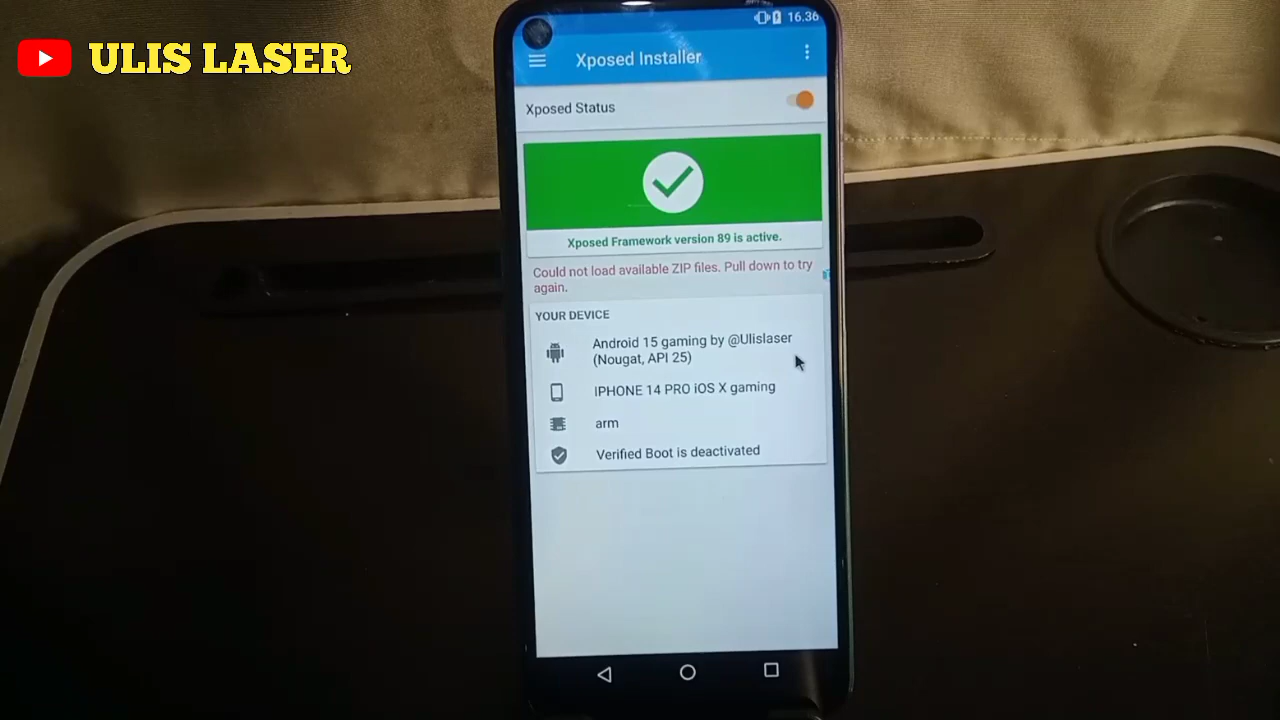 ULIS LASER
16.36
Xposed Installer
Xposed Status
Xposed Framework version 89 is active.
Could not load available ZIP files. Pull down to try
again.
YOUR DEVICE
Android 15 gaming by @Ulislaser
(Nougat, API 25)
IPHONE 14 PRO iOS X gaming
arm
Verified Boot is deactivated